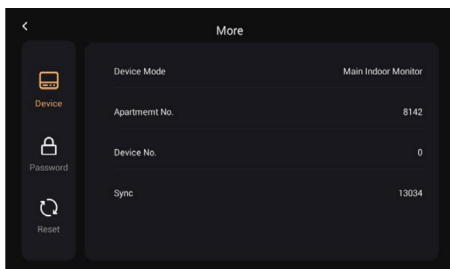 More
Device
Password
Reset
Device Mode Main Indoor Monitor
Apartmemt No. 8142
Device No. 0
Sync 13034